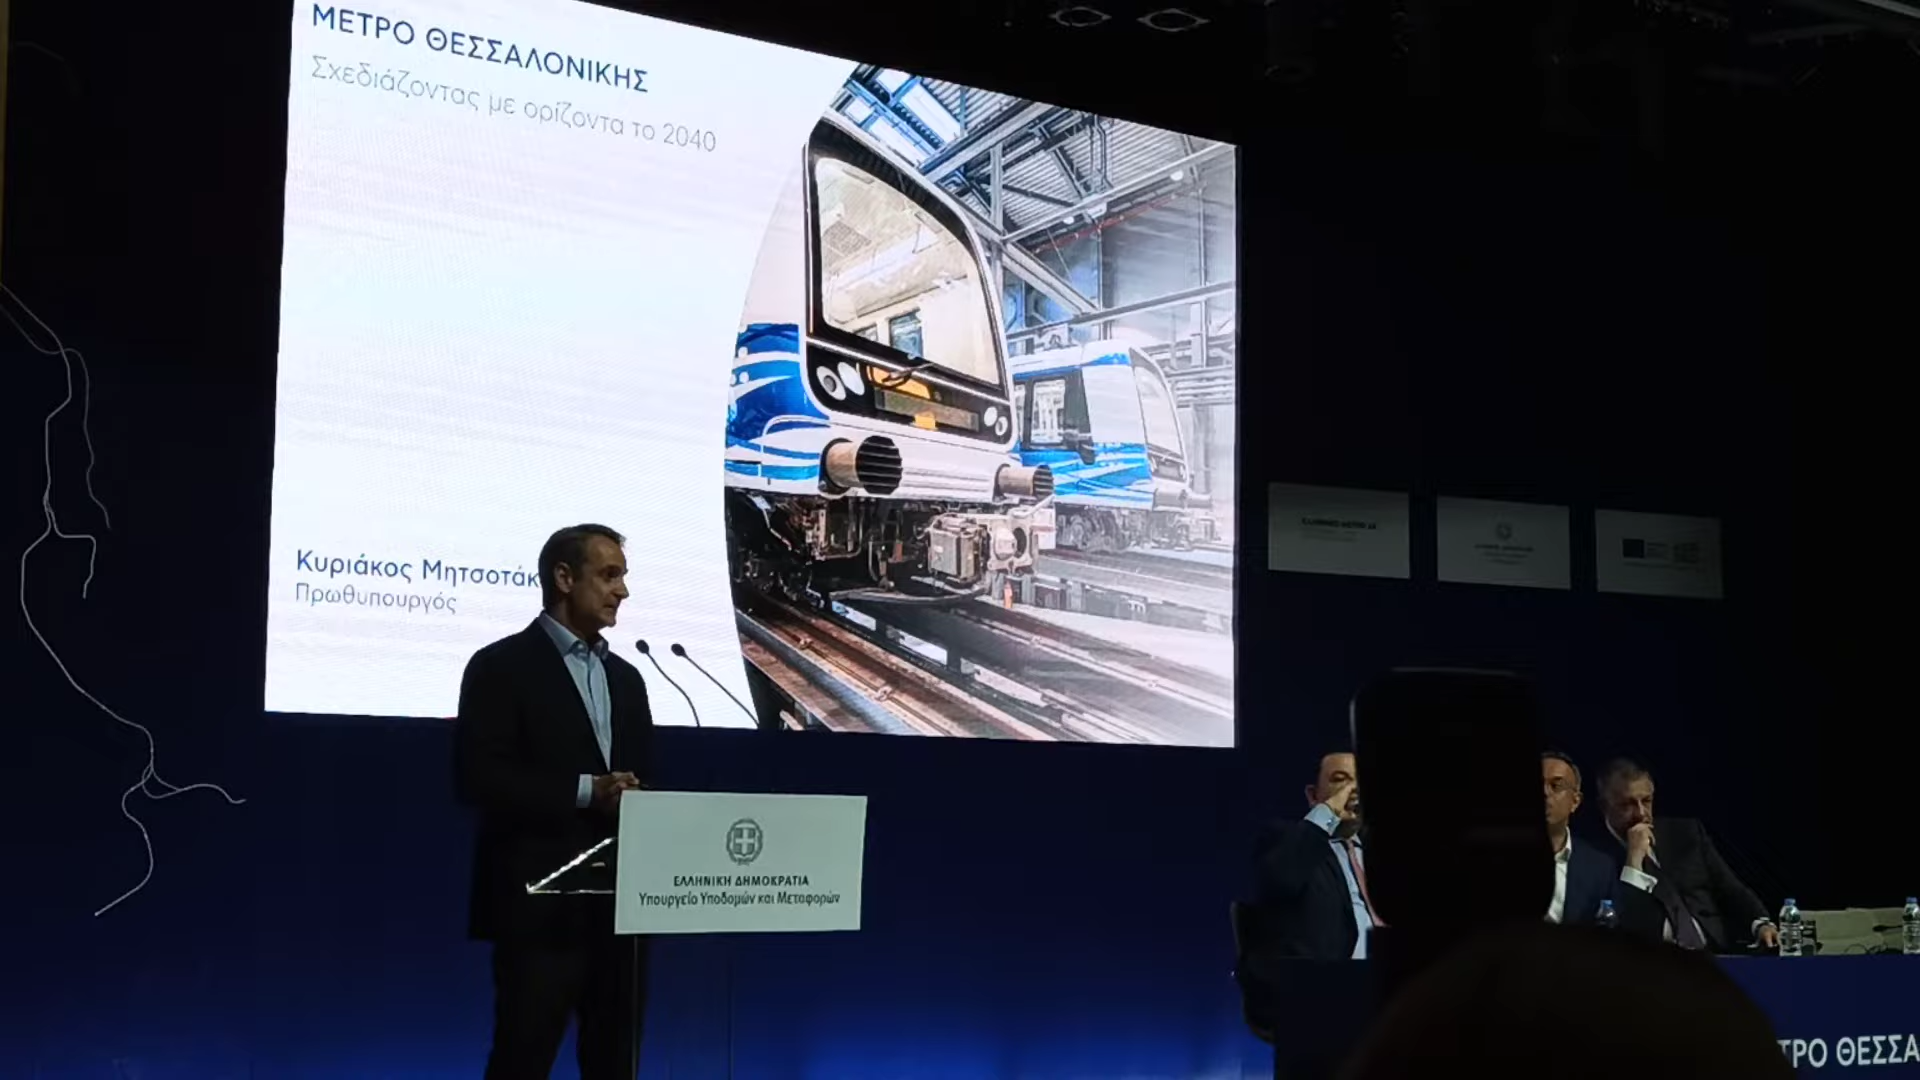 ΜΕΤΡΟ ΘΕΣΣΑΛΟΝΙΚΗΣ
Σχεδιάζοντας με ορίζοντα το 2040
Κυριάκος Μητσοτάκ
Πρωθυπουργός
ΕΛΛΗΝΙΚΗ ΔΗΜΟΚΡΑΤΙΑ
Υπουργείο Υποδομών και Μεταφορών
ΤΡΟ ΘΕΣΣΑ